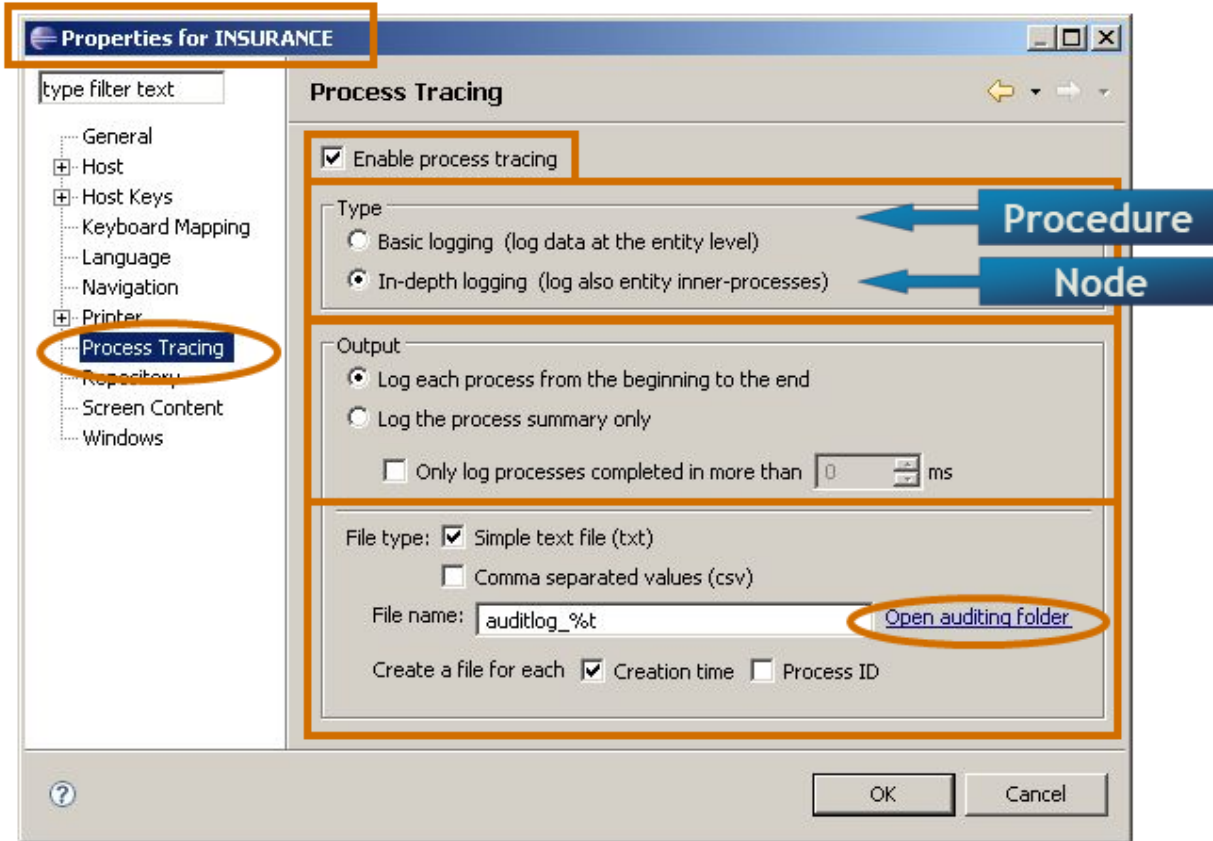 Properties for INSURANCE
type filter text
General
Host
Host Keys
Keyboard Mapping
Language
Navigation
Printer
Process Tracing
Repository
Screen Content
Windows
Process Tracing
Enable process tracing
Type
Procedure
Basic logging (log data at the entity level)
In-depth logging (log also entity inner-processes)
Node
Output
Log each process from the beginning to the end
Log the process summary only
Only log processes completed in more than 0 ms
File type: Simple text file (txt)
Comma separated values (csv)
File name: auditlog_%t Open auditing folder
Create a file for each Creation time Process ID
? OK Cancel